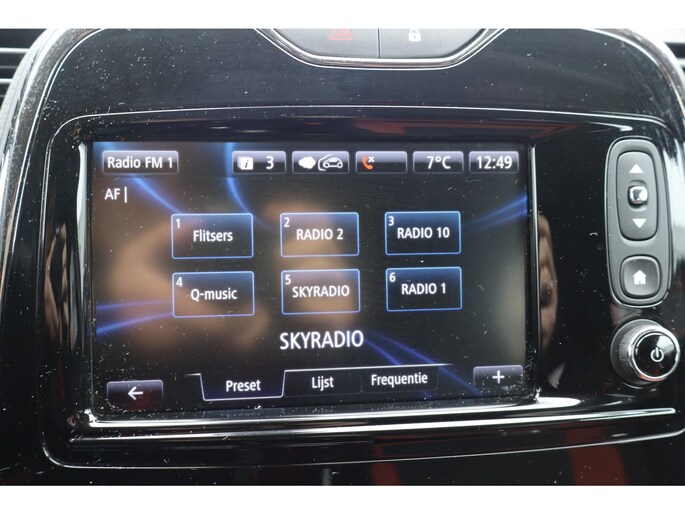 Radio FM 1 i 3 7°C 12:49
AF
1 Flitsers 2 RADIO 2 3 RADIO 10
4 Q-music 5 SKYRADIO 6 RADIO 1
SKYRADIO
Preset Lijst Frequentie +